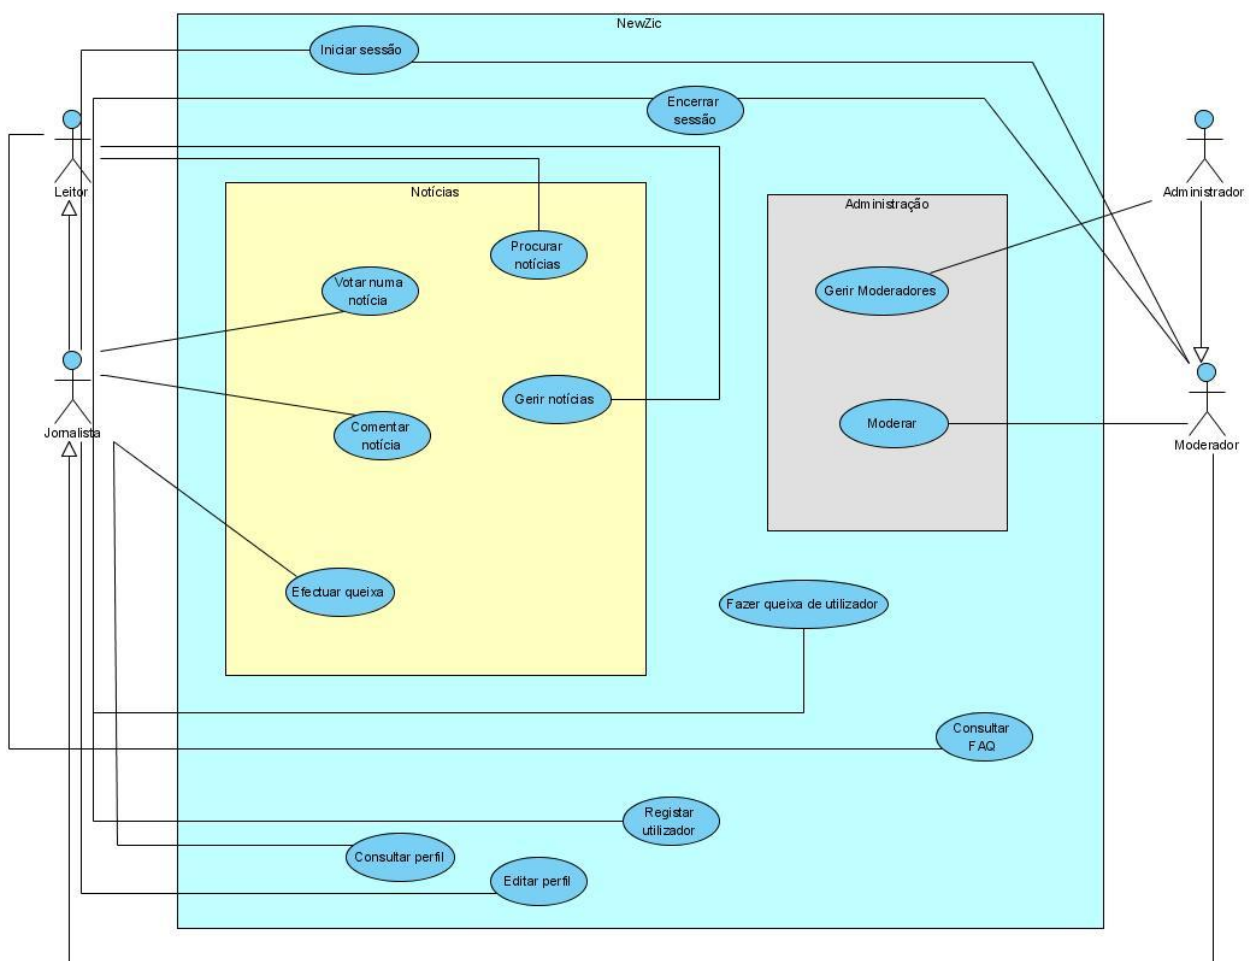 NewZic
Iniciar sessão
Encerrar
sessão
Leitor
Administrador
Notícias
Administração
Procurar
notícias
Votar numa
notícia
Gerir Moderadores
Gerir notícias
Jornalista
Comentar
notícia
Moderar
Moderador
Efectuar queixa
Fazer queixa de utilizador
Consultar
FAQ
Registar
utilizador
Consultar perfil
Editar perfil